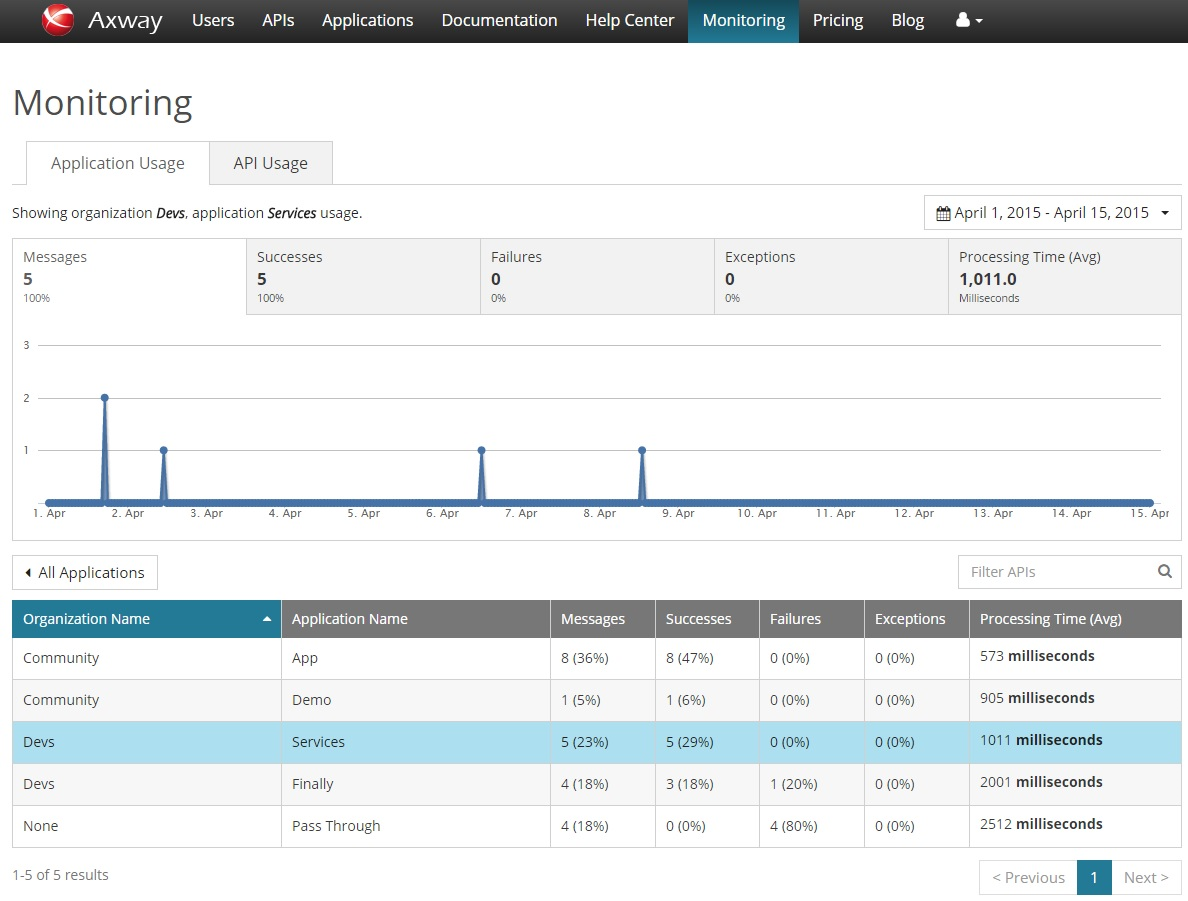 Axway Users APIs Applications Documentation Help Center Monitoring Pricing Blog
Monitoring
Application Usage API Usage
Showing organization Devs, application Services usage.
April 1, 2015 - April 15, 2015
Messages Successes Failures Exceptions Processing Time (Avg)
5 5 0 0 1,011.0
100% 100% 0% 0% Milliseconds
3
2
1
1. Apr 2. Apr 3. Apr 4. Apr 5. Apr 6. Apr 7. Apr 8. Apr 9. Apr 10. Apr 11. Apr 12. Apr 13. Apr 14. Apr 15. Apr
All Applications Filter APIs
Organization Name Application Name Messages Successes Failures Exceptions Processing Time (Avg)
Community App 8 (36%) 8 (47%) 0 (0%) 0 (0%) 573 milliseconds
Community Demo 1 (5%) 1 (6%) 0 (0%) 0 (0%) 905 milliseconds
Devs Services 5 (23%) 5 (29%) 0 (0%) 0 (0%) 1011 milliseconds
Devs Finally 4 (18%) 3 (18%) 1 (20%) 0 (0%) 2001 milliseconds
None Pass Through 4 (18%) 0 (0%) 4 (80%) 0 (0%) 2512 milliseconds
1-5 of 5 results < Previous 1 Next >